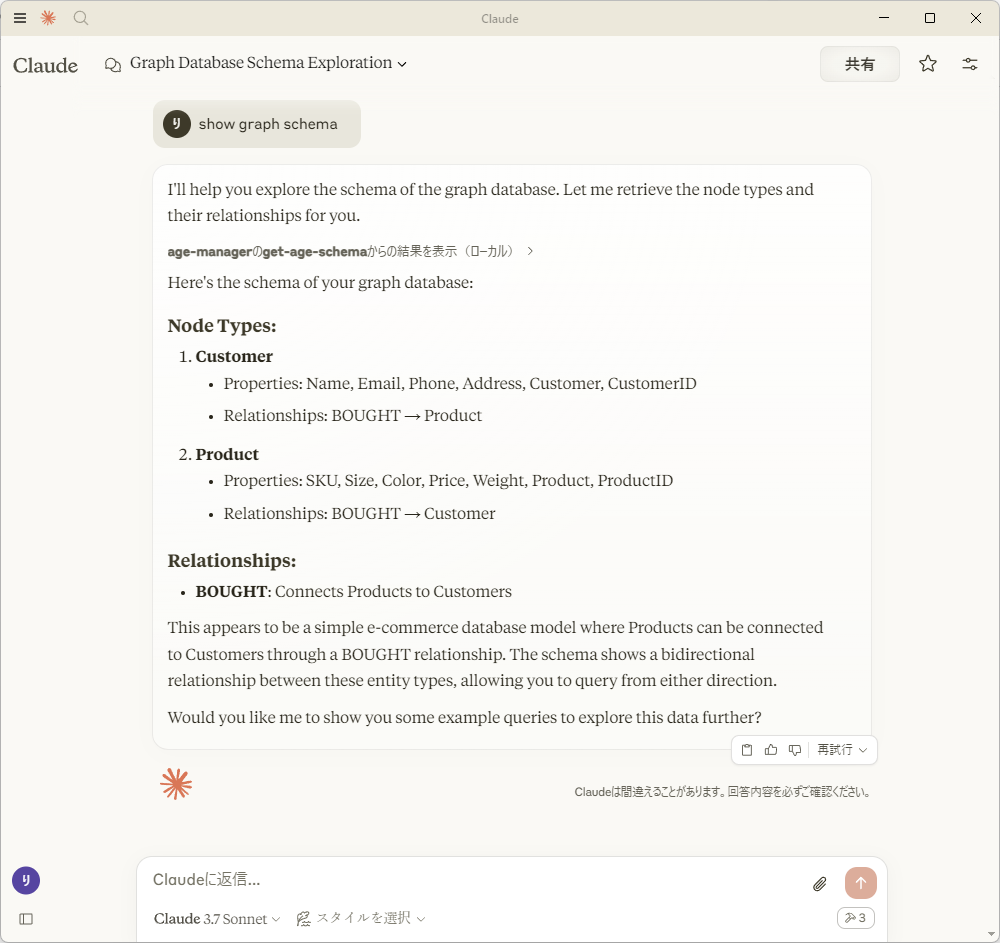 Claude
Claude
Graph Database Schema Exploration
共有
り
show graph schema
I'll help you explore the schema of the graph database. Let me retrieve the node types and
their relationships for you.
age-managerのget-age-schemaからの結果を表示（ローカル）
Here's the schema of your graph database:
Node Types:
1. Customer
• Properties: Name, Email, Phone, Address, Customer, CustomerID
• Relationships: BOUGHT → Product
2. Product
• Properties: SKU, Size, Color, Price, Weight, Product, ProductID
• Relationships: BOUGHT → Customer
Relationships:
• BOUGHT: Connects Products to Customers
This appears to be a simple e-commerce database model where Products can be connected
to Customers through a BOUGHT relationship. The schema shows a bidirectional
relationship between these entity types, allowing you to query from either direction.
Would you like me to show you some example queries to explore this data further?
再試行
Claudeは間違えることがあります。回答内容を必ずご確認ください。
り
Claudeに返信...
Claude 3.7 Sonnet
スタイルを選択
3